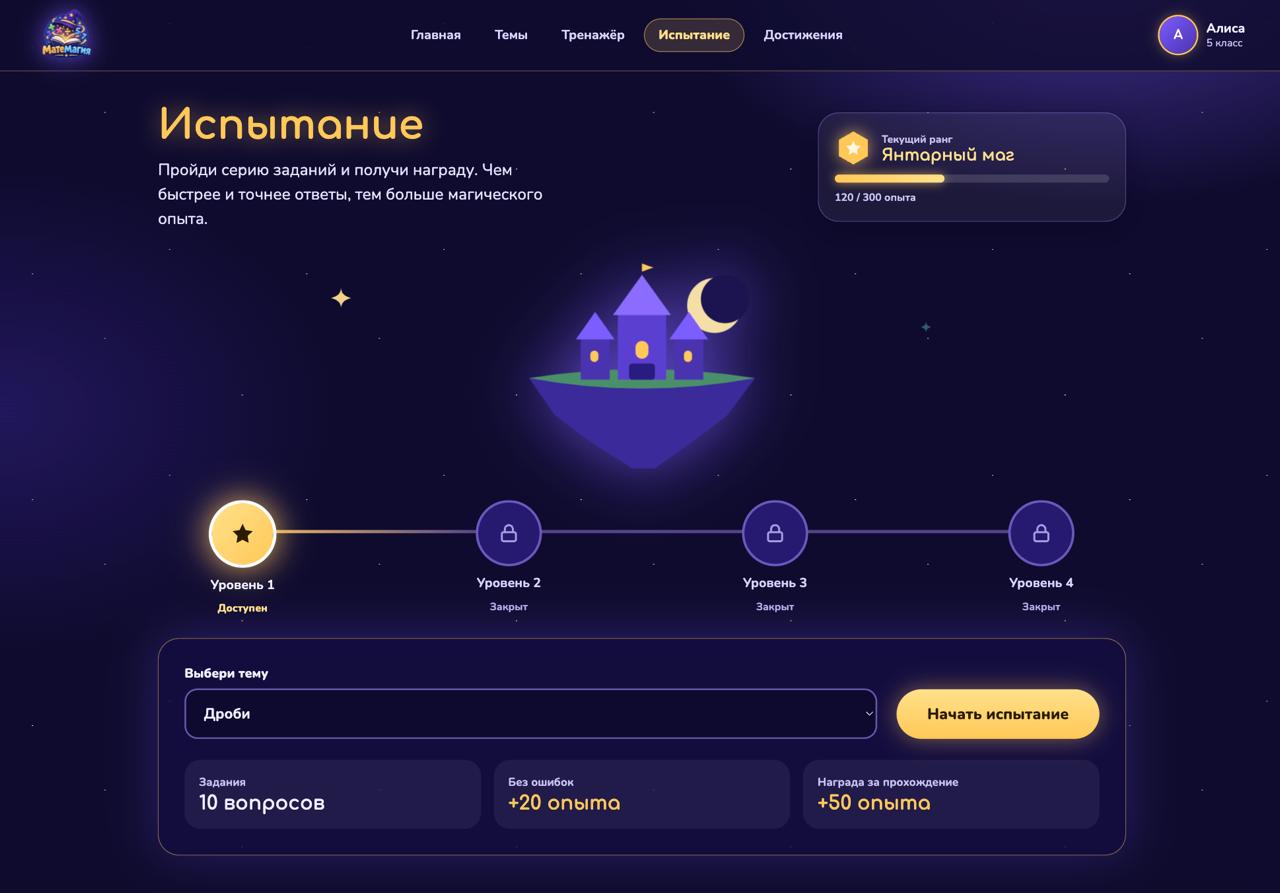 МатеМагия
Главная
Темы
Тренажёр
Испытание
Достижения
А
Алиса
5 класс
Испытание
Пройди серию заданий и получи награду. Чем
быстрее и точнее ответы, тем больше магического
опыта.
Текущий ранг
Янтарный маг
120 / 300 опыта
Уровень 1
Доступен
Уровень 2
Закрыт
Уровень 3
Закрыт
Уровень 4
Закрыт
Выбери тему
Дроби
Начать испытание
Задания
10 вопросов
Без ошибок
+20 опыта
Награда за прохождение
+50 опыта